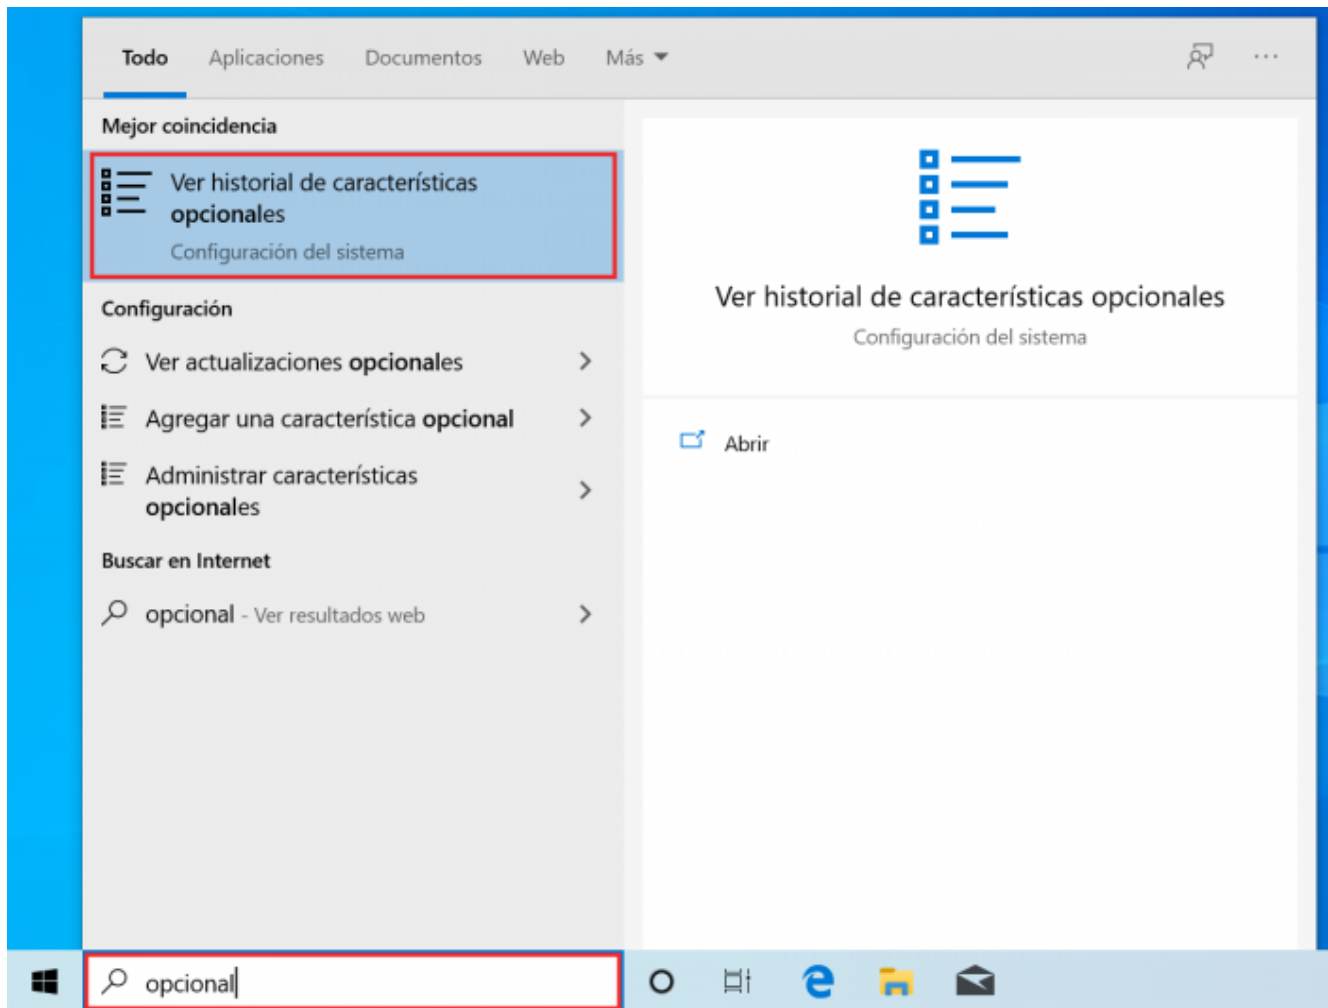 Todo Aplicaciones Documentos Web Más
Mejor coincidencia
Ver historial de características
opcionales
Configuración del sistema
Configuración
Ver actualizaciones opcionales
Agregar una característica opcional
Administrar características
opcionales
Buscar en Internet
opcional - Ver resultados web
Ver historial de características opcionales
Configuración del sistema
Abrir
opcional